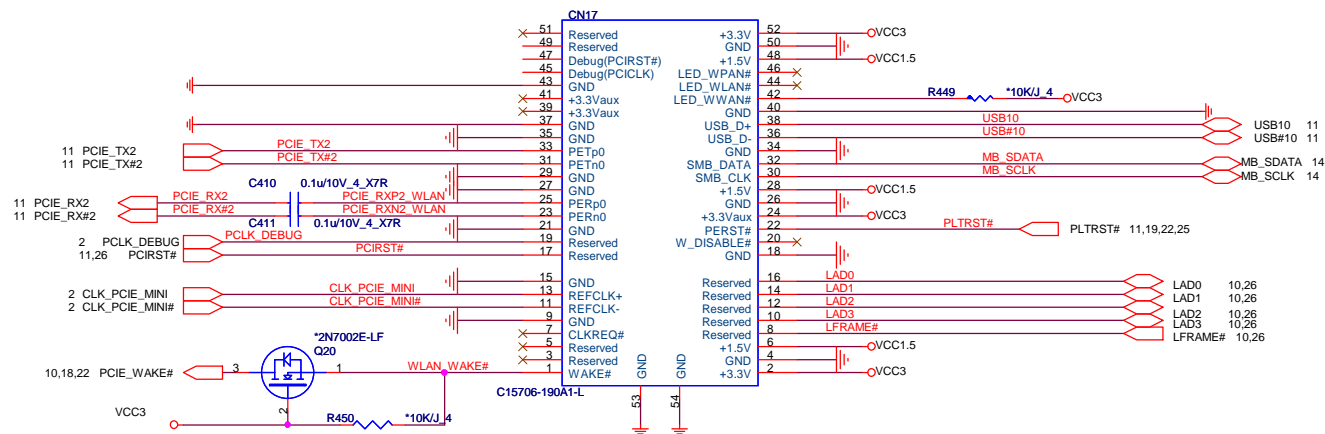 CN17
51 Reserved +3.3V 52 VCC3
49 Reserved GND 50
47 Debug(PCIRST#) +1.5V 48 VCC1.5
45 Debug(PCICLK) LED_WPAN# 46
43 GND LED_WLAN# 44
41 +3.3Vaux LED_WWAN# 42 R449 *10K/J_4 VCC3
39 +3.3Vaux GND 40
37 GND USB_D+ 38 USB10 USB10 11
35 GND USB_D- 36 USB#10 USB#10 11
11 PCIE_TX2 PCIE_TX2 33 PETp0 GND 34
11 PCIE_TX#2 PCIE_TX#2 31 PETn0 SMB_DATA 32 MB_SDATA MB_SDATA 14
29 GND SMB_CLK 30 MB_SCLK MB_SCLK 14
C410 0.1u/10V_4_X7R 27 GND +1.5V 28 VCC1.5
11 PCIE_RX2 PCIE_RX2 PCIE_RXP2_WLAN 25 PERp0 GND 26
11 PCIE_RX#2 PCIE_RX#2 PCIE_RXN2_WLAN 23 PERn0 +3.3Vaux 24 VCC3
C411 0.1u/10V_4_X7R 21 GND PERST# 22 PLTRST# PLTRST# 11,19,22,25
2 PCLK_DEBUG PCLK_DEBUG 19 Reserved W_DISABLE# 20
11,26 PCIRST# PCIRST# 17 Reserved GND 18
15 GND Reserved 16 LAD0 LAD0 10,26
2 CLK_PCIE_MINI CLK_PCIE_MINI 13 REFCLK+ Reserved 14 LAD1 LAD1 10,26
2 CLK_PCIE_MINI# CLK_PCIE_MINI# 11 REFCLK- Reserved 12 LAD2 LAD2 10,26
9 GND Reserved 10 LAD3 LAD3 10,26
7 CLKREQ# Reserved 8 LFRAME# LFRAME# 10,26
5 Reserved +1.5V 6 VCC1.5
3 Reserved GND 4
*2N7002E-LF
Q20
10,18,22 PCIE_WAKE# 3 1 WLAN_WAKE# 1 WAKE# +3.3V 2 VCC3
GND GND
C15706-190A1-L 53 54
VCC3 2 R450 *10K/J_4